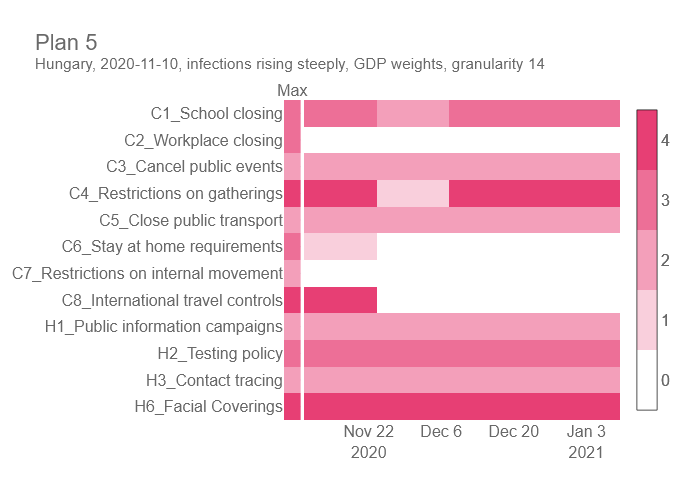 Plan 5
Hungary, 2020-11-10, infections rising steeply, GDP weights, granularity 14
Max
C1_School closing
C2_Workplace closing
C3_Cancel public events
C4_Restrictions on gatherings
C5_Close public transport
C6_Stay at home requirements
C7_Restrictions on internal movement
C8_International travel controls
H1_Public information campaigns
H2_Testing policy
H3_Contact tracing
H6_Facial Coverings
Nov 22 Dec 6 Dec 20 Jan 3
2020 2021
4
3
2
1
0